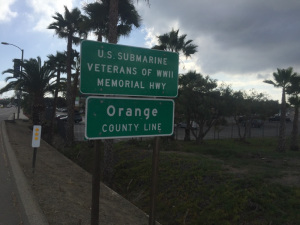 U.S. SUBMARINE
VETERANS OF WWII
MEMORIAL HWY
Orange
COUNTY LINE